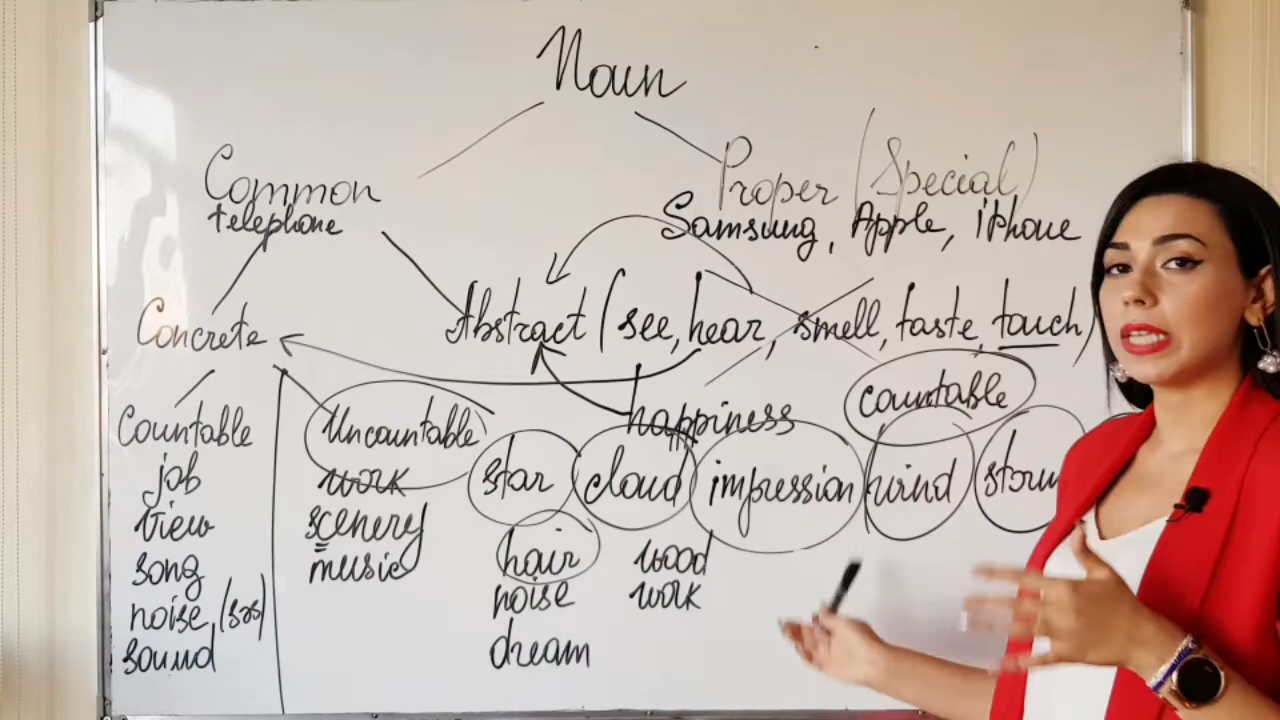 Noun
Common
Proper (Special)
telephone
Samsung, Apple, iPhone
Concrete
Abstract (see, hear, smell, taste, touch)
happiness
countable
Countable
Uncountable
job
work
star
cloud
impression
wind
storm
view
scenery
song
music
hair
wood
noise (səs)
noise
work
sound
dream